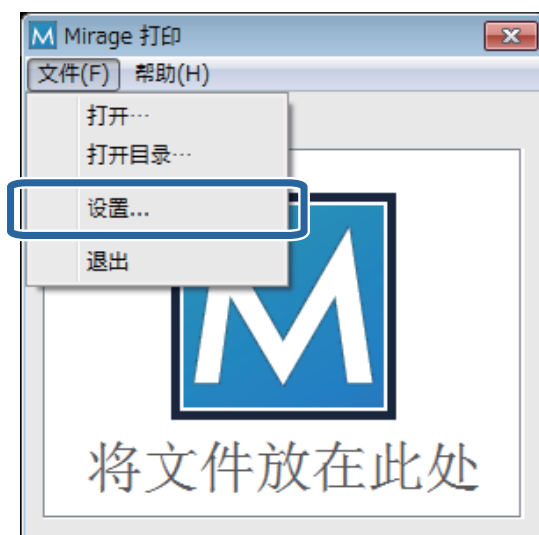 M Mirage 打印
文件(F) 帮助(H)
打开…
打开目录…
设置...
退出
M
将文件放在此处